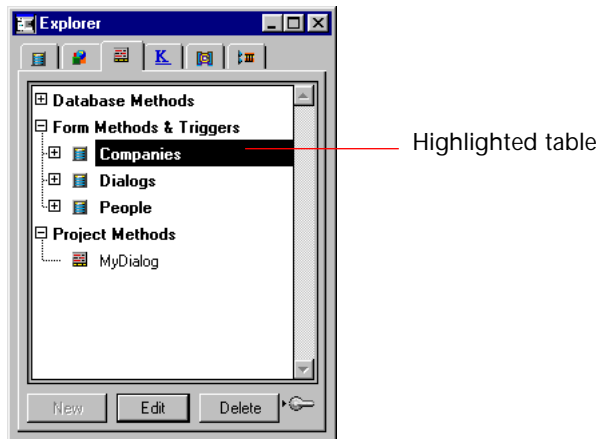 Explorer
K
Database Methods
Form Methods & Triggers
Companies
Highlighted table
Dialogs
People
Project Methods
MyDialog
New Edit Delete